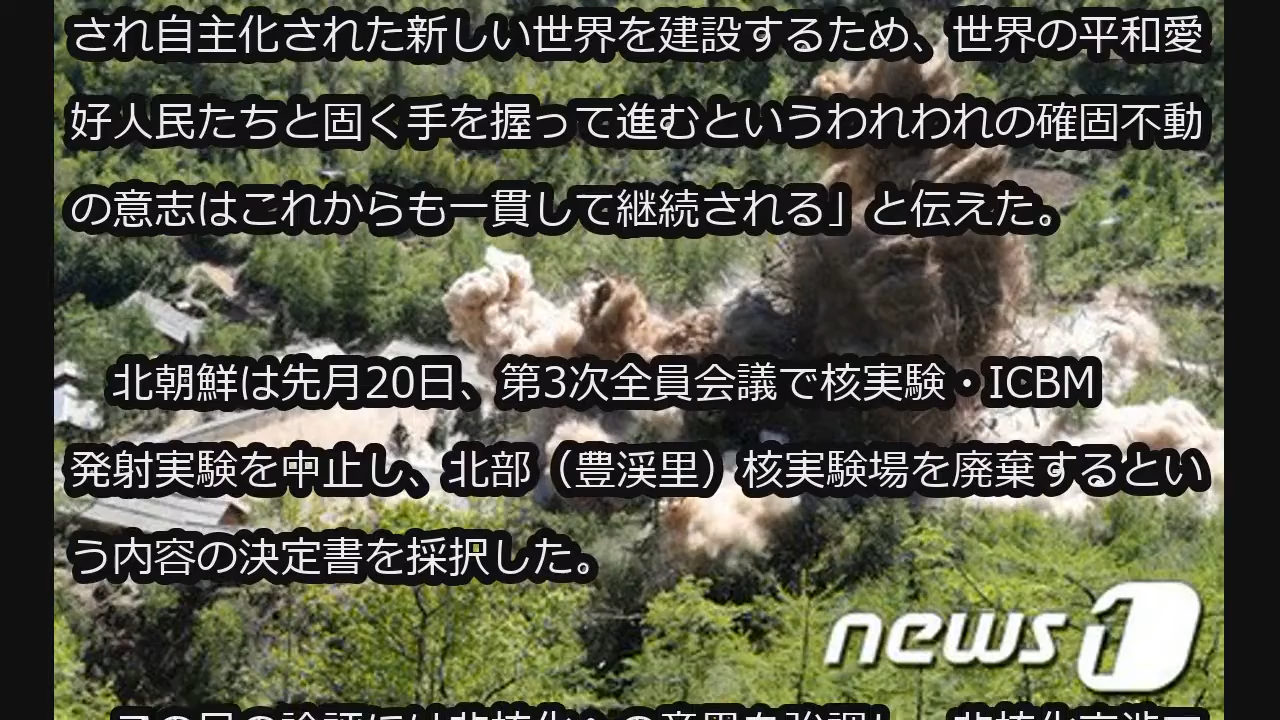 され自主化された新しい世界を建設するため、世界の平和愛
好人民たちと固く手を握って進むというわれわれの確固不動
の意志はこれからも一貫して継続される」と伝えた。
北朝鮮は先月20日、第3次全員会議で核実験・ICBM
発射実験を中止し、北部（豊渓里）核実験場を廃棄するとい
う内容の決定書を採択した。
news1